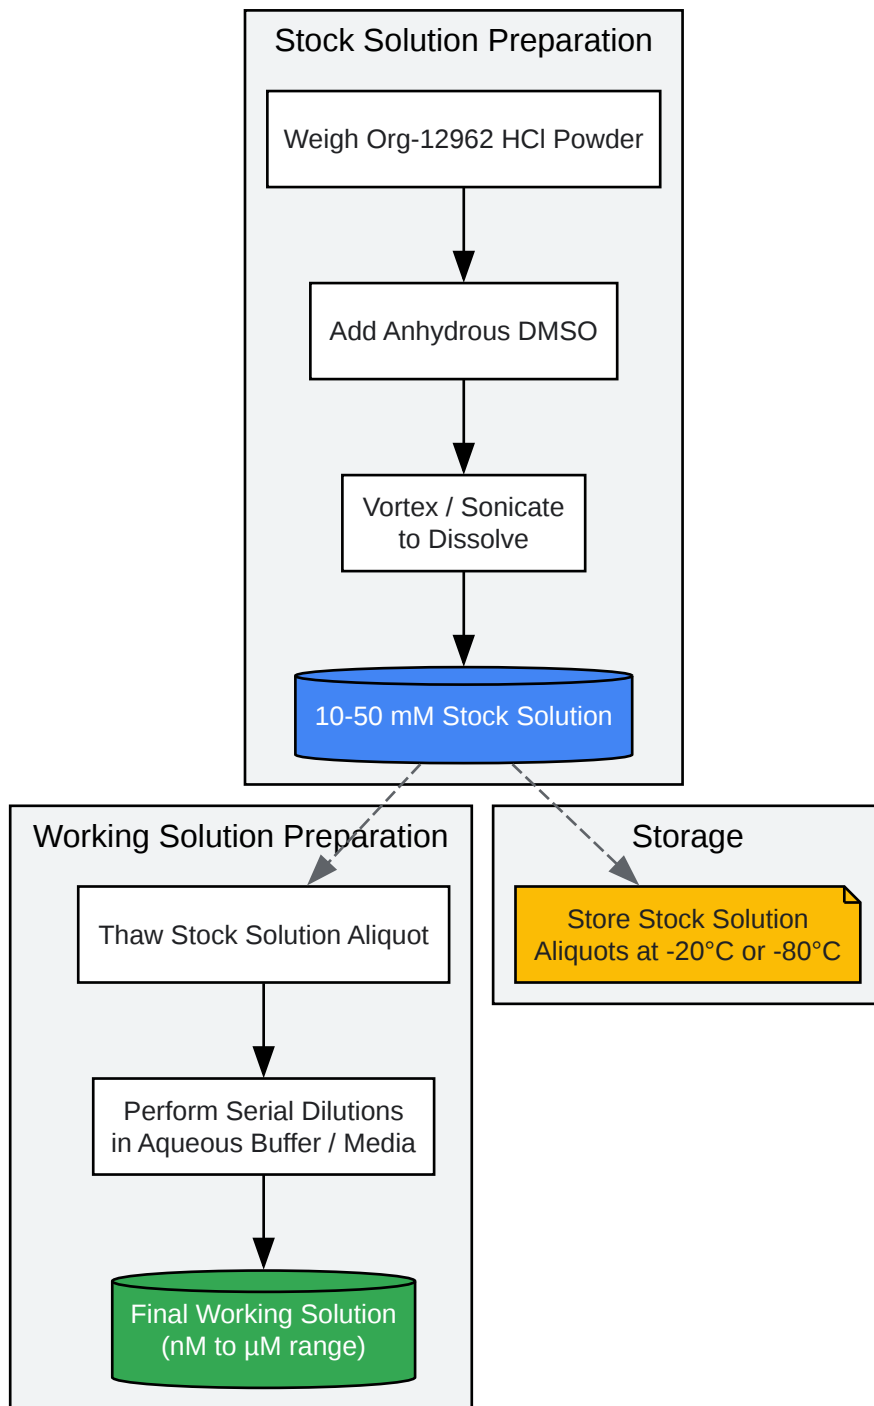 Stock Solution Preparation
Weigh Org-12962 HCl Powder
Add Anhydrous DMSO
Vortex / Sonicate
to Dissolve
10-50 mM Stock Solution
Working Solution Preparation
Thaw Stock Solution Aliquot
Perform Serial Dilutions
in Aqueous Buffer / Media
Final Working Solution
(nM to µM range)
Storage
Store Stock Solution
Aliquots at -20°C or -80°C